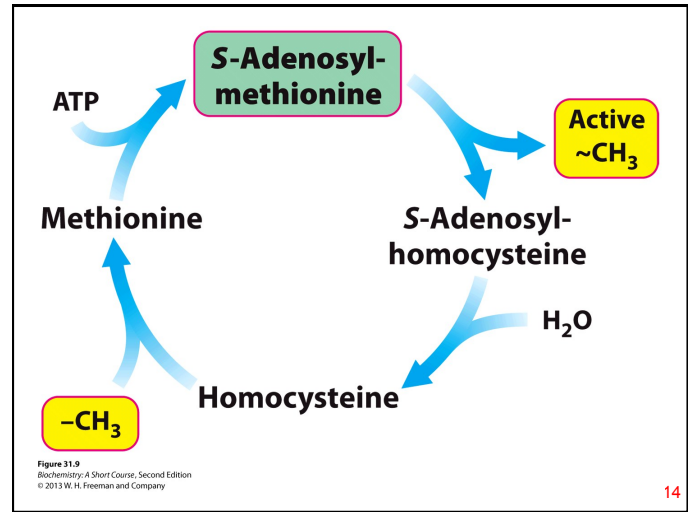 S-Adenosyl-
methionine
ATP
Active
~CH₃
Methionine
S-Adenosyl-
homocysteine
H₂O
Homocysteine
–CH₃
Figure 31.9
Biochemistry: A Short Course, Second Edition
© 2013 W. H. Freeman and Company
14